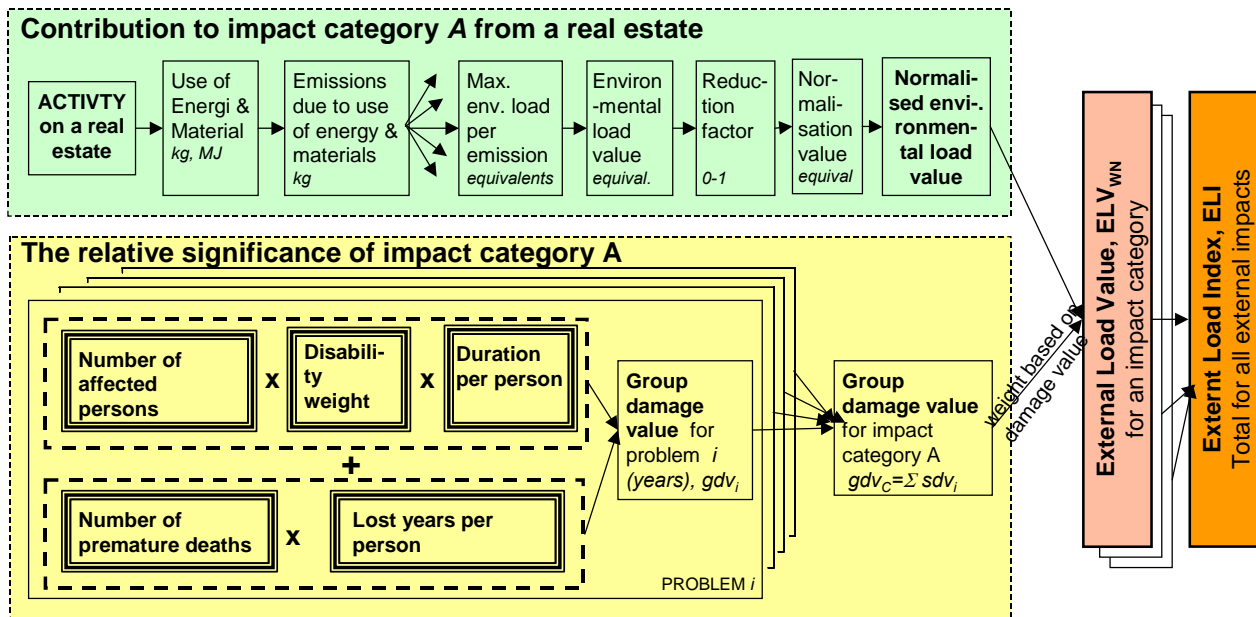 Contribution to impact category A from a real estate
ACTIVTY
on a real
estate
Use of
Energi &
Material
kg, MJ
Emissions
due to use
of energy &
materials
kg
Max.
env. load
per
emission
equivalents
Environ
-mental
load
value
equival.
Reduc-
tion
factor
0-1
Nor-
mali-
sation
value
equival
Normali-
sed envi-.
ronmen-
tal load
value
The relative significance of impact category A
Number of
affected
persons
x
Disabili-
ty
weight
x
Duration
per person
+
Number of
premature deaths
x
Lost years per
person
Group
damage
value for
problem i
(years), gdvi
PROBLEM i
Group
damage value
for impact
category A
gdvC=Σ sdvi
weight based on
damage value
External Load Value, ELVWN
for an impact category
Externt Load Index, ELI
Total for all external impacts